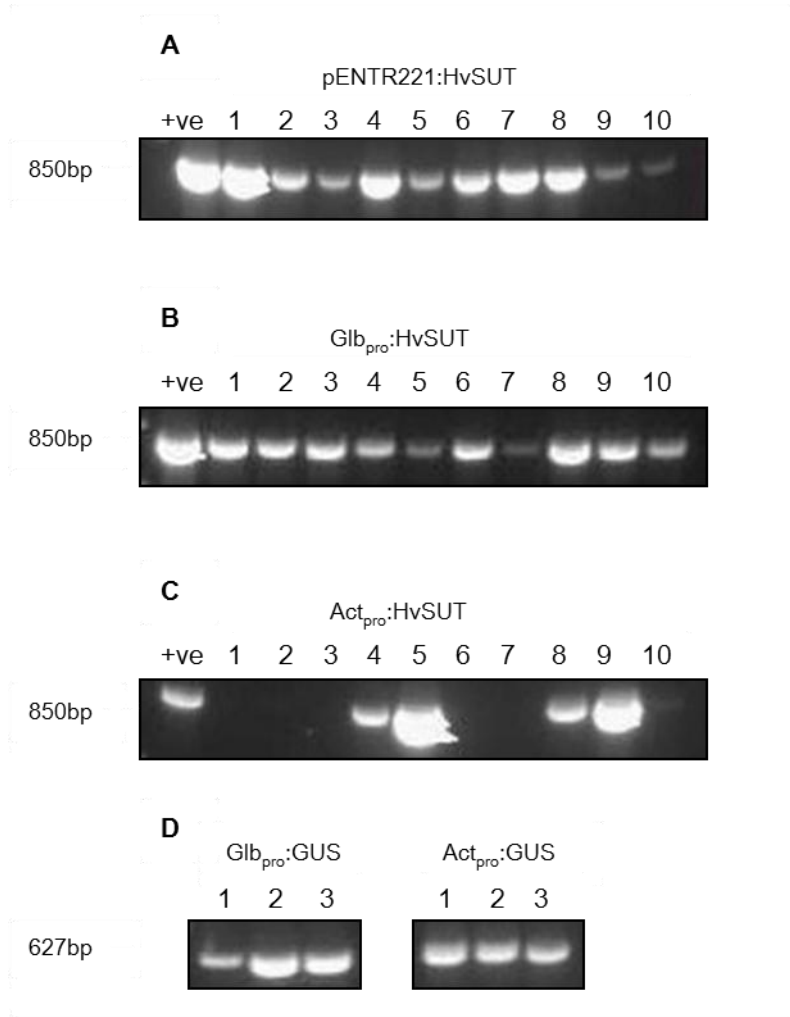 A
pENTR221:HvSUT
+ve 1 2 3 4 5 6 7 8 9 10
850bp
B
Glbpro:HvSUT
+ve 1 2 3 4 5 6 7 8 9 10
850bp
C
Actpro:HvSUT
+ve 1 2 3 4 5 6 7 8 9 10
850bp
D
Glbpro:GUS Actpro:GUS
1 2 3 1 2 3
627bp